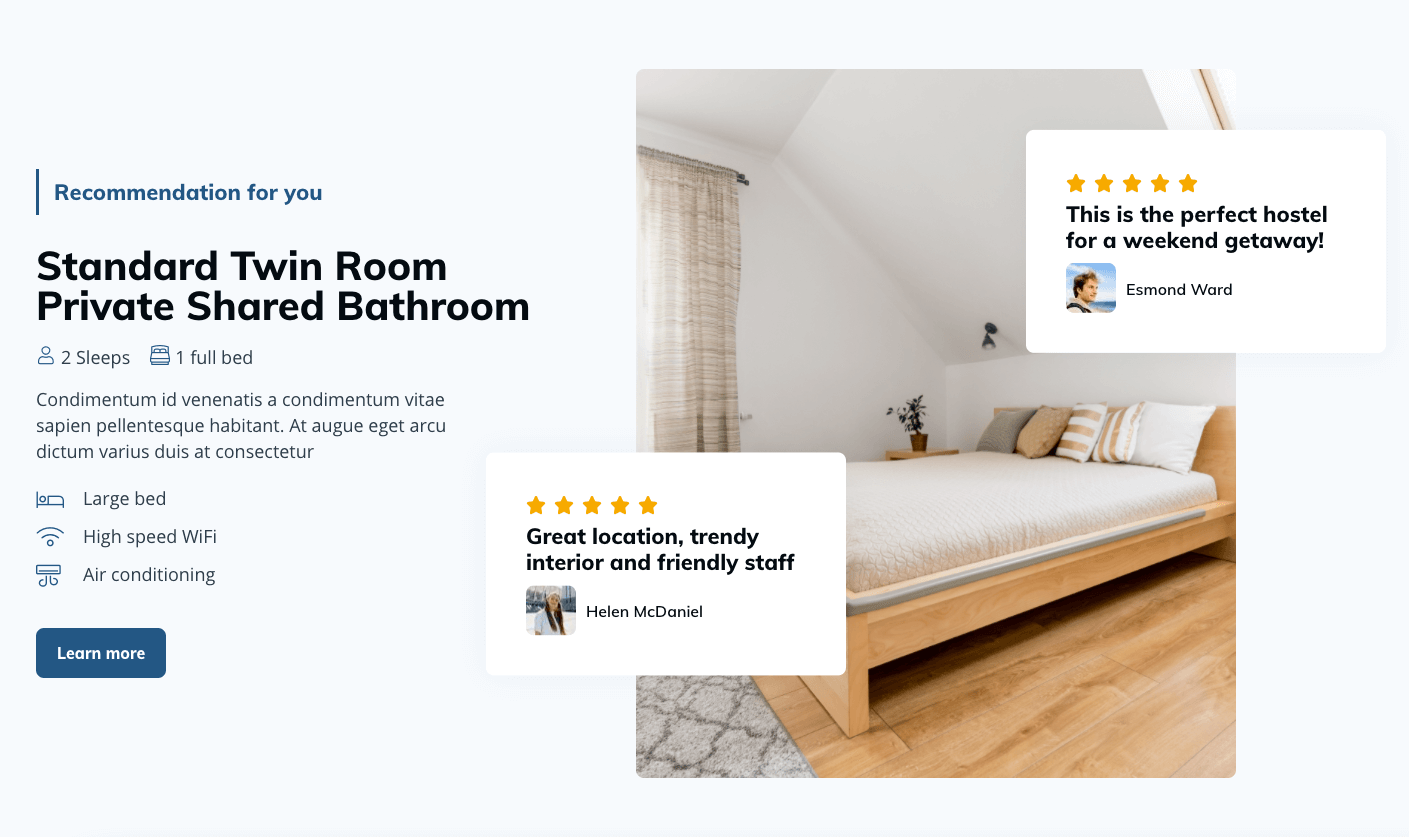 Recommendation for you
Standard Twin Room
Private Shared Bathroom
2 Sleeps 1 full bed
Condimentum id venenatis a condimentum vitae
sapien pellentesque habitant. At augue eget arcu
dictum varius duis at consectetur
Large bed
High speed WiFi
Air conditioning
Learn more
This is the perfect hostel
for a weekend getaway!
Esmond Ward
Great location, trendy
interior and friendly staff
Helen McDaniel